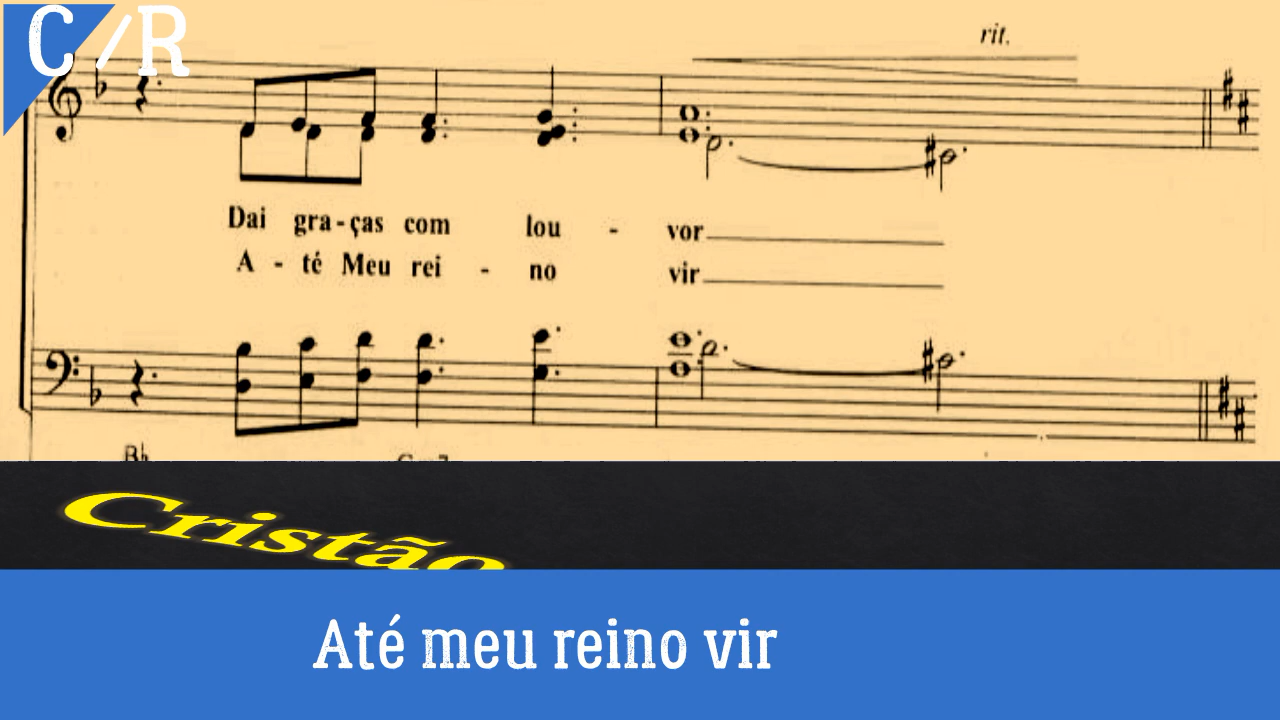 C/R
rit.
Dai gra-ças com lou - vor
A - té Meu rei - no vir
Cristão
Até meu reino vir